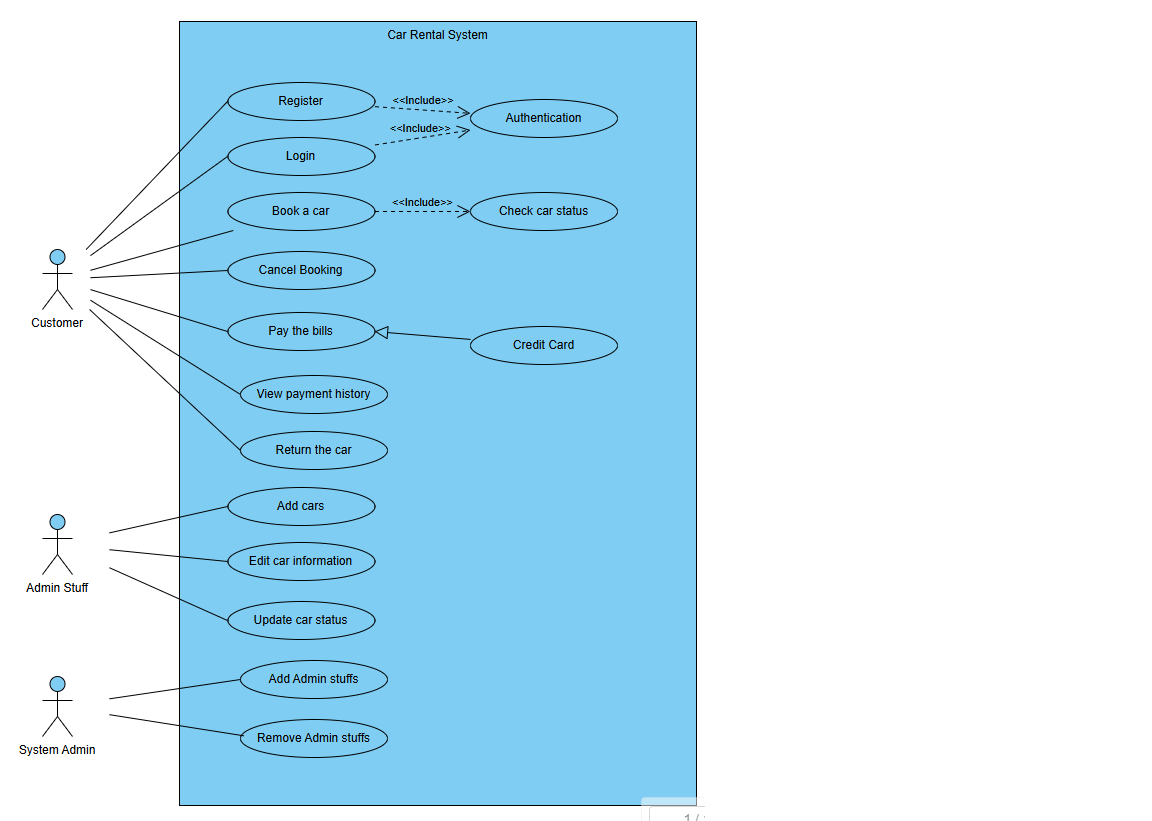 Car Rental System
Register
<<Include>>
Authentication
<<Include>>
Login
<<Include>>
Book a car
Check car status
Cancel Booking
Customer
Pay the bills
Credit Card
View payment history
Return the car
Add cars
Edit car information
Admin Stuff
Update car status
Add Admin stuffs
Remove Admin stuffs
System Admin
1 /